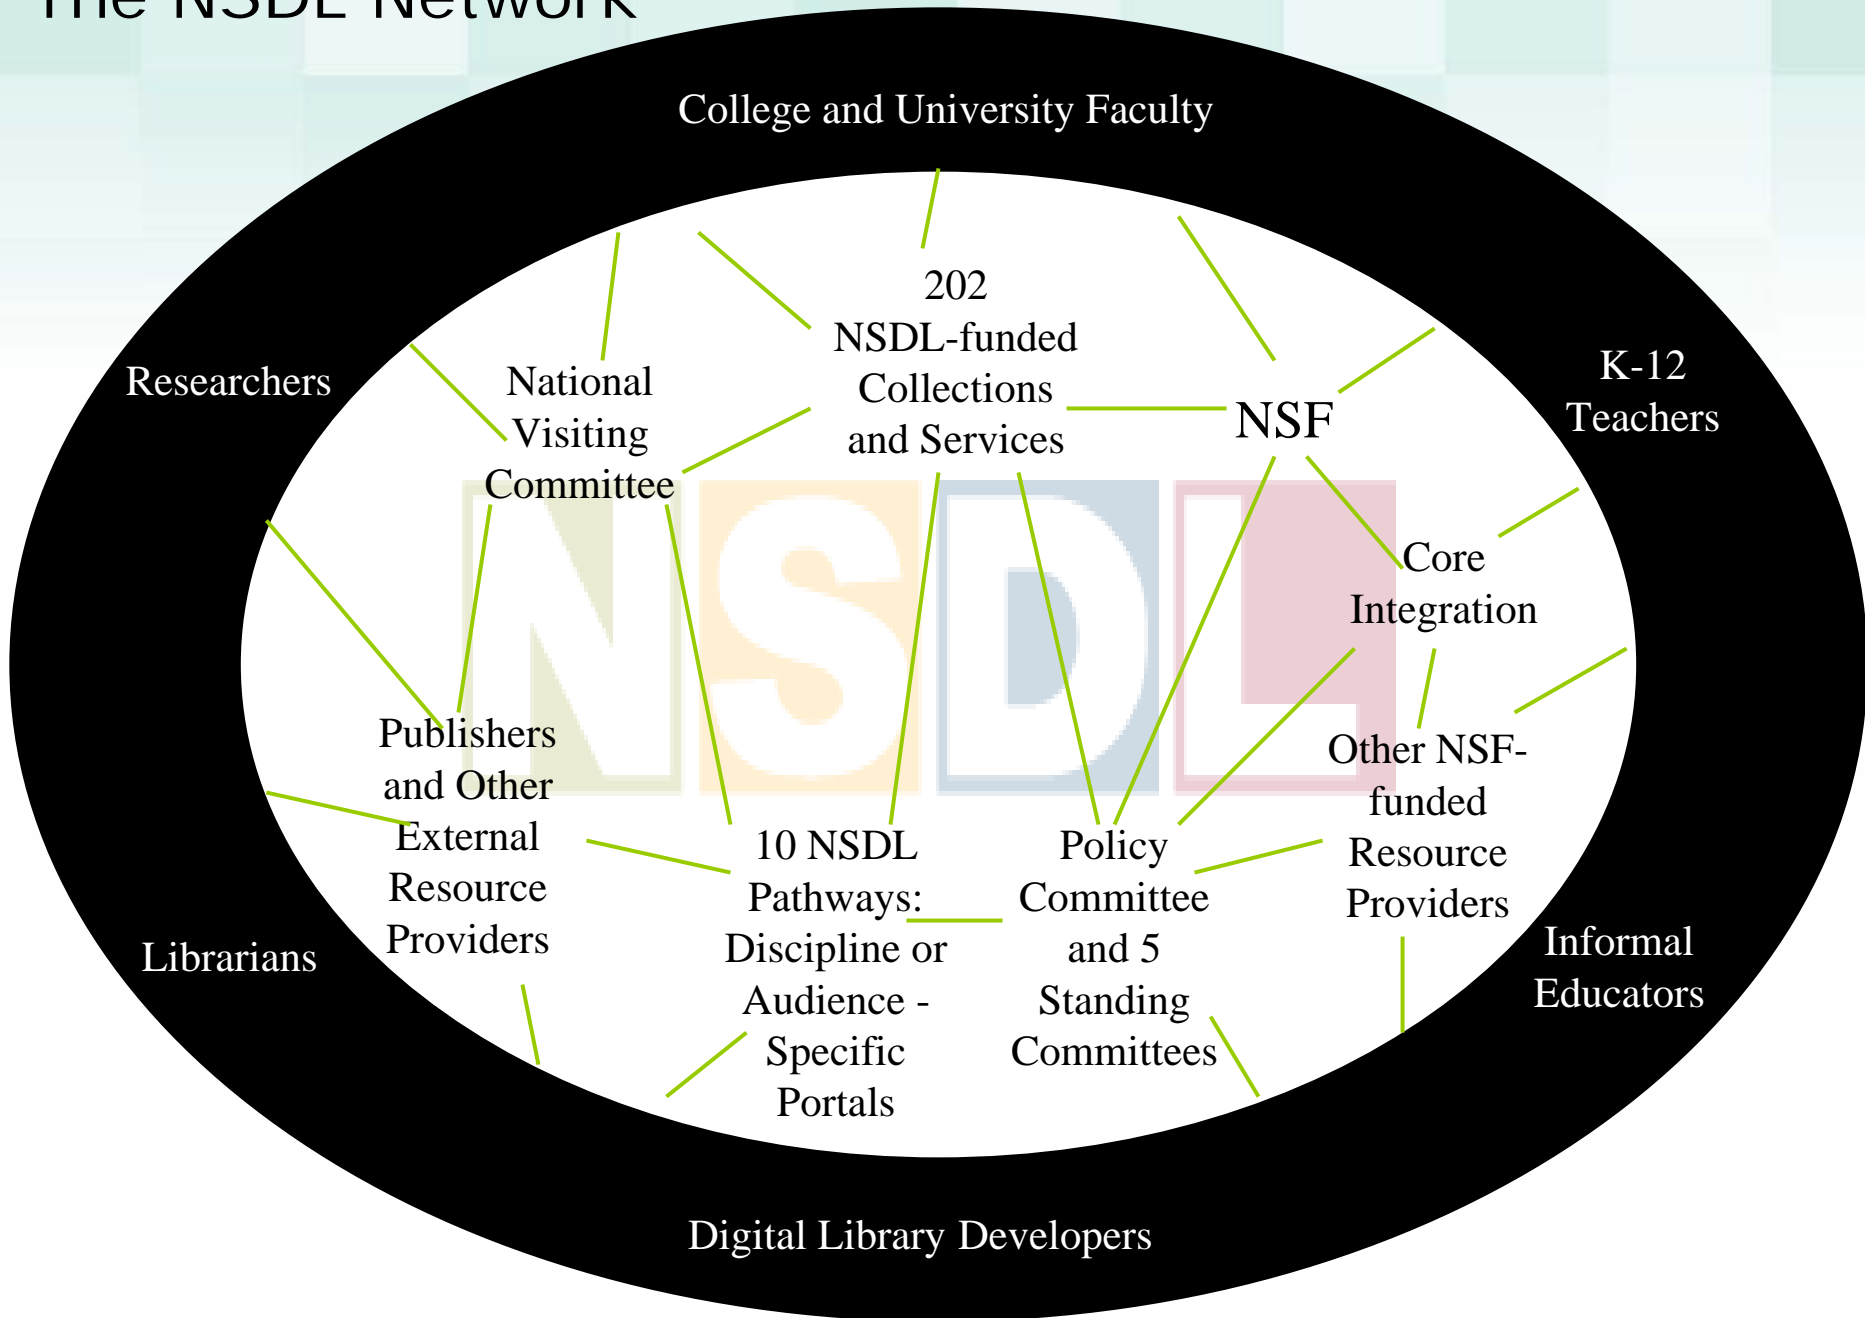 The NSDL Network
College and University Faculty
202
NSDL-funded
Collections
and Services
National
Visiting
Committee
NSF
Researchers
K-12
Teachers
Core
Integration
NSDL
Publishers
and Other
External
Resource
Providers
10 NSDL
Pathways:
Discipline or
Audience -
Specific
Portals
Policy
Committee
and 5
Standing
Committees
Other NSF-
funded
Resource
Providers
Librarians
Informal
Educators
Digital Library Developers